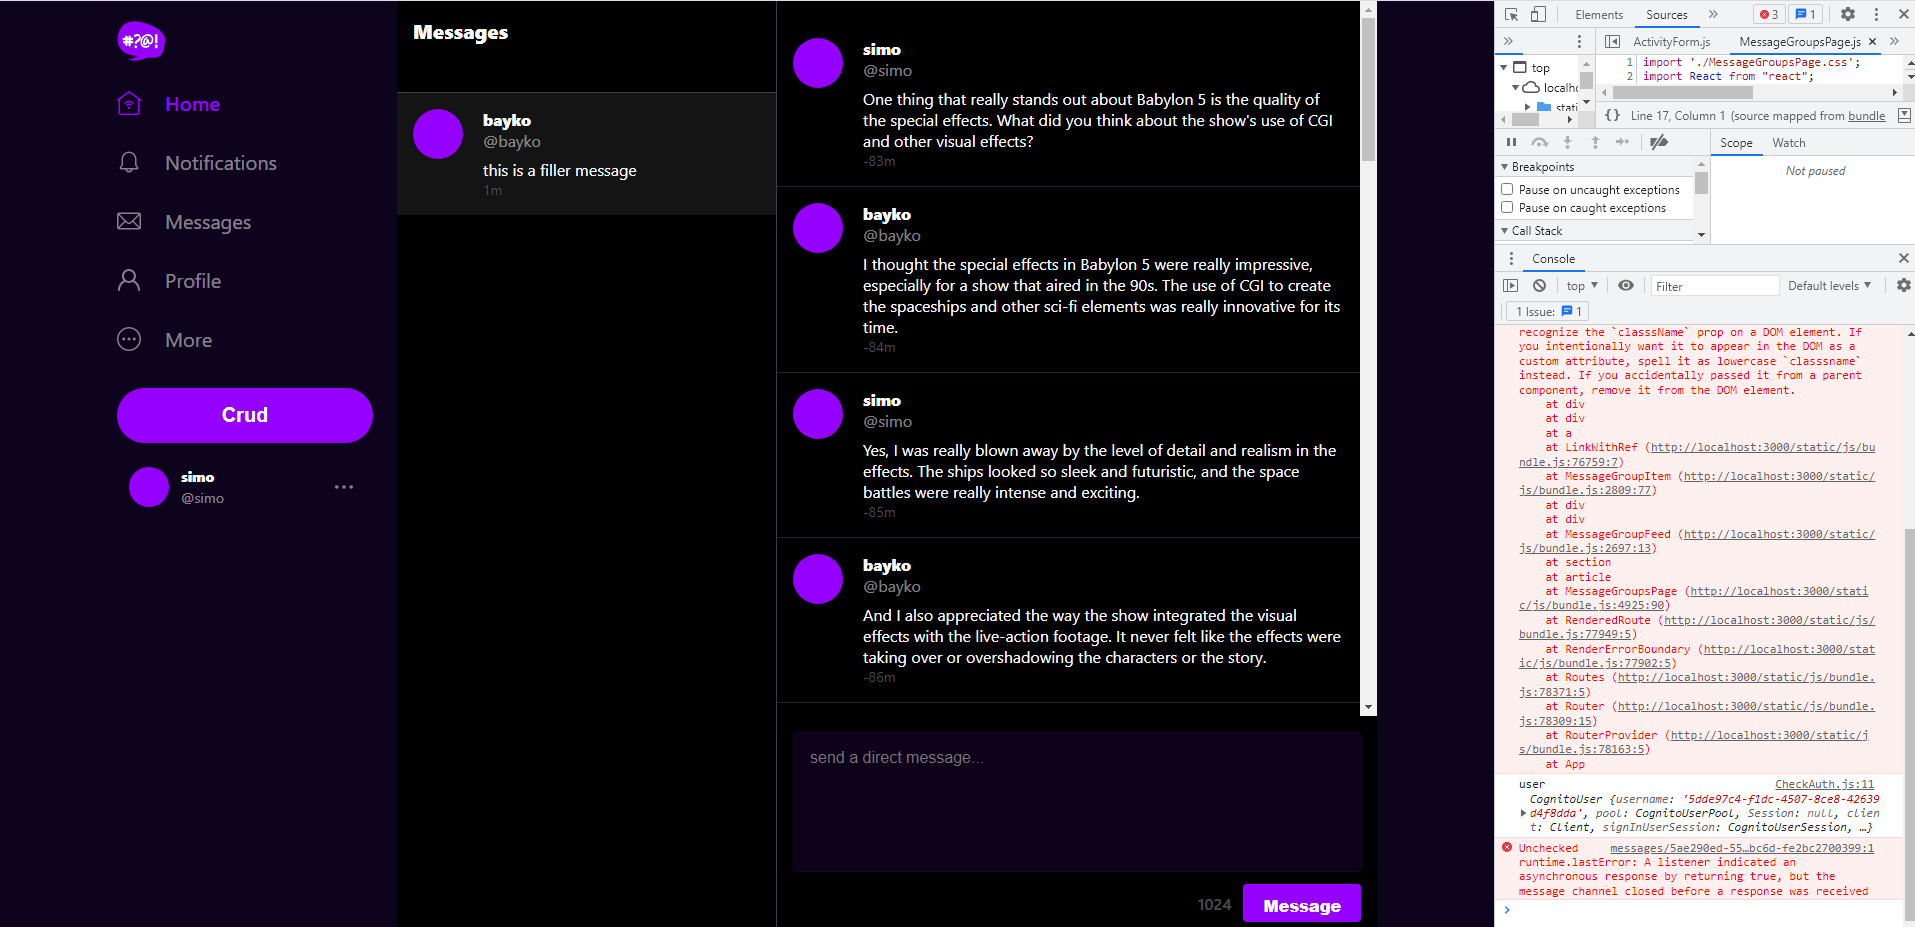 #?@!
Home
Notifications
Messages
Profile
More
Crud
simo
@simo
Messages
bayko
@bayko
this is a filler message
1m
simo
@simo
One thing that really stands out about Babylon 5 is the quality of
the special effects. What did you think about the show's use of CGI
and other visual effects?
-83m
bayko
@bayko
I thought the special effects in Babylon 5 were really impressive,
especially for a show that aired in the 90s. The use of CGI to create
the spaceships and other sci-fi elements was really innovative for its
time.
-84m
simo
@simo
Yes, I was really blown away by the level of detail and realism in the
effects. The ships looked so sleek and futuristic, and the space
battles were really intense and exciting.
-85m
bayko
@bayko
And I also appreciated the way the show integrated the visual
effects with the live-action footage. It never felt like the effects were
taking over or overshadowing the characters or the story.
-86m
send a direct message...
1024
Message
Elements
Sources
3
1
ActivityForm.js
MessageGroupsPage.js
top
localho
stati
1 import './MessageGroupsPage.css';
2 import React from "react";
{} Line 17, Column 1 (source mapped from bundle
Breakpoints
Pause on uncaught exceptions
Pause on caught exceptions
Call Stack
Scope
Watch
Not paused
Console
top
Filter
Default levels
1 Issue: 1
recognize the `classsName` prop on a DOM element. If
you intentionally want it to appear in the DOM as a
custom attribute, spell it as lowercase `classsname`
instead. If you accidentally passed it from a parent
component, remove it from the DOM element.
at div
at div
at a
at LinkWithRef (http://localhost:3000/static/js/bu
ndle.js:76759:7)
at MessageGroupItem (http://localhost:3000/static/
js/bundle.js:2809:77)
at div
at div
at MessageGroupFeed (http://localhost:3000/static/
js/bundle.js:2697:13)
at section
at article
at MessageGroupsPage (http://localhost:3000/stati
c/js/bundle.js:4925:90)
at RenderedRoute (http://localhost:3000/static/js/
bundle.js:77949:5)
at RenderErrorBoundary (http://localhost:3000/stat
ic/js/bundle.js:77902:5)
at Routes (http://localhost:3000/static/js/bundle.
js:78371:5)
at Router (http://localhost:3000/static/js/bundle.
js:78309:15)
at RouterProvider (http://localhost:3000/static/j
s/bundle.js:78163:5)
at App
user CheckAuth.js:11
CognitoUser {username: '5dde97c4-f1dc-4507-8ce8-42639
d4f8dda', pool: CognitoUserPool, Session: null, clien
t: Client, signInUserSession: CognitoUserSession, …}
Unchecked messages/5ae290ed-55…bc6d-fe2bc2700399:1
runtime.lastError: A listener indicated an
asynchronous response by returning true, but the
message channel closed before a response was received